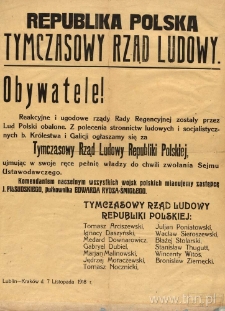 REPUBLIKA POLSKA
TYMCZASOWY RZĄD LUDOWY.
Obywatele!
Reakcyjne i ugodowe rządy Rady Regencyjnej zostały przez
Lud Polski obalone. Z polecenia stronnictw ludowych i socjalistycz-
nych b. Królestwa i Galicji ogłaszamy się za
Tymczasowy Rząd Ludowy Republiki Polskiej,
ujmując w swoje ręce pełnię władzy do chwili zwołania Sejmu
Ustawodawczego.
Komendantem naczelnym wszystkich wojsk polskich mianujemy zastępcę
J. PIŁSUDSKIEGO, pułkownika EDWARDA RYDZA-ŚMIGŁEGO.
TYMCZASOWY RZĄD LUDOWY
REPUBLIKI POLSKIEJ:
Tomasz Arciszewski,
Ignacy Daszyński,
Medard Downarowicz,
Gabryel Dubiel,
Marjan Malinowski,
Jędrzej Moraczewski,
Tomasz Nocznicki,
Juljan Poniatowski,
Wacław Sieroszewski,
Błażej Stolarski,
Stanisław Thugutt,
Wincenty Witos,
Bronisław Ziemięcki.
Lublin—Kraków d. 7 Listopada 1918 r.